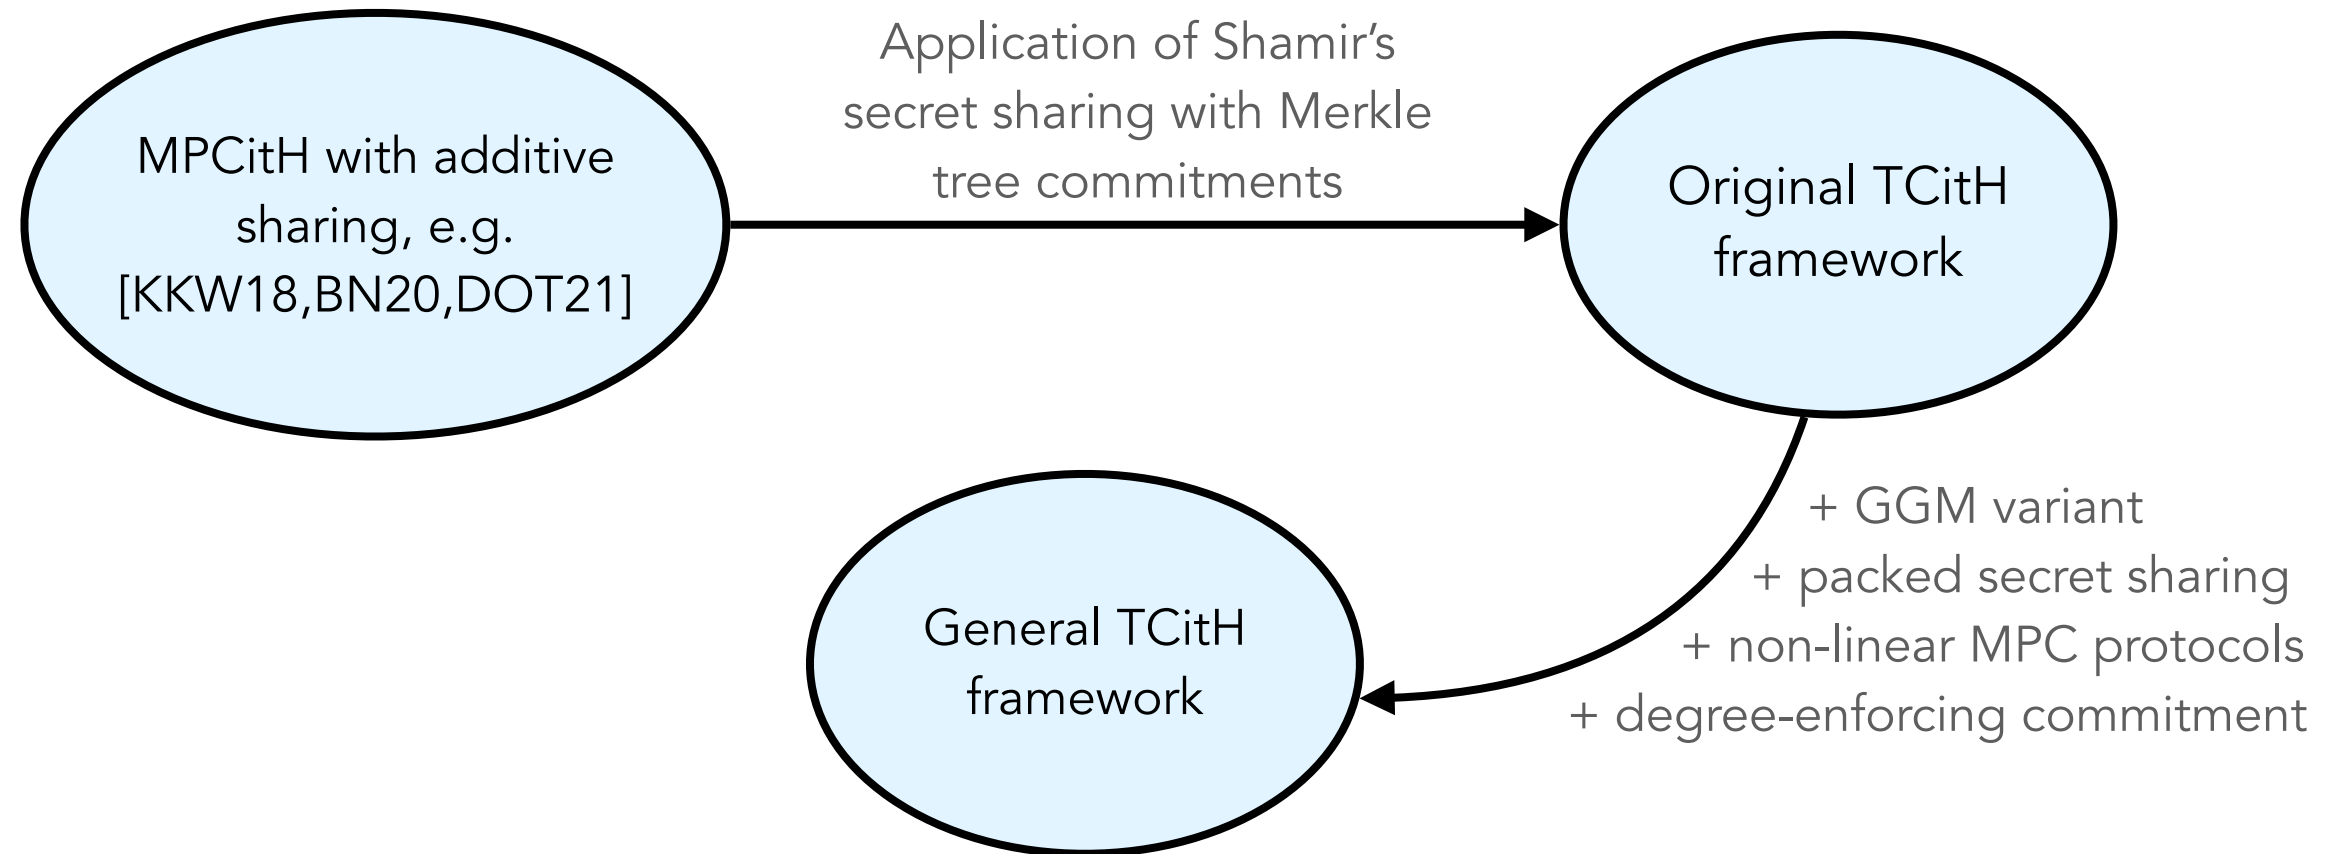 MPCitH with additive
sharing, e.g.
[KKW18,BN20,DOT21]
Application of Shamir’s
secret sharing with Merkle
tree commitments
Original TCitH
framework
+ GGM variant
+ packed secret sharing
+ non-linear MPC protocols
+ degree-enforcing commitment
General TCitH
framework